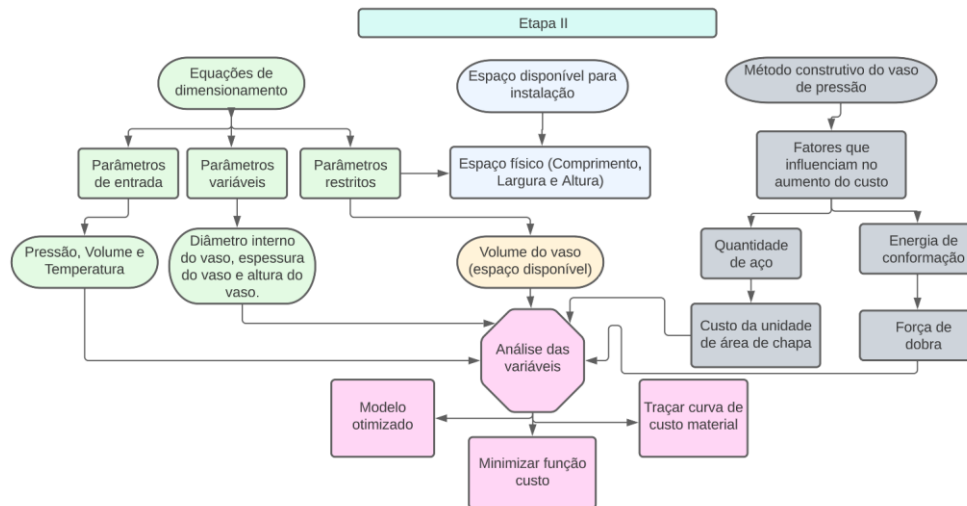 Etapa II
Equações de
dimensionamento
Espaço disponível para
instalação
Método construtivo do vaso
de pressão
Parâmetros
de entrada
Parâmetros
variáveis
Parâmetros
restritos
Espaço físico (Comprimento,
Largura e Altura)
Fatores que
influenciam no
aumento do custo
Pressão, Volume e
Temperatura
Diâmetro interno
do vaso, espessura
do vaso e altura do
vaso.
Volume do vaso
(espaço disponível)
Quantidade
de aço
Energia de
conformação
Análise das
variáveis
Custo da unidade
de área de chapa
Força de
dobra
Modelo
otimizado
Minimizar função
custo
Traçar curva de
custo material